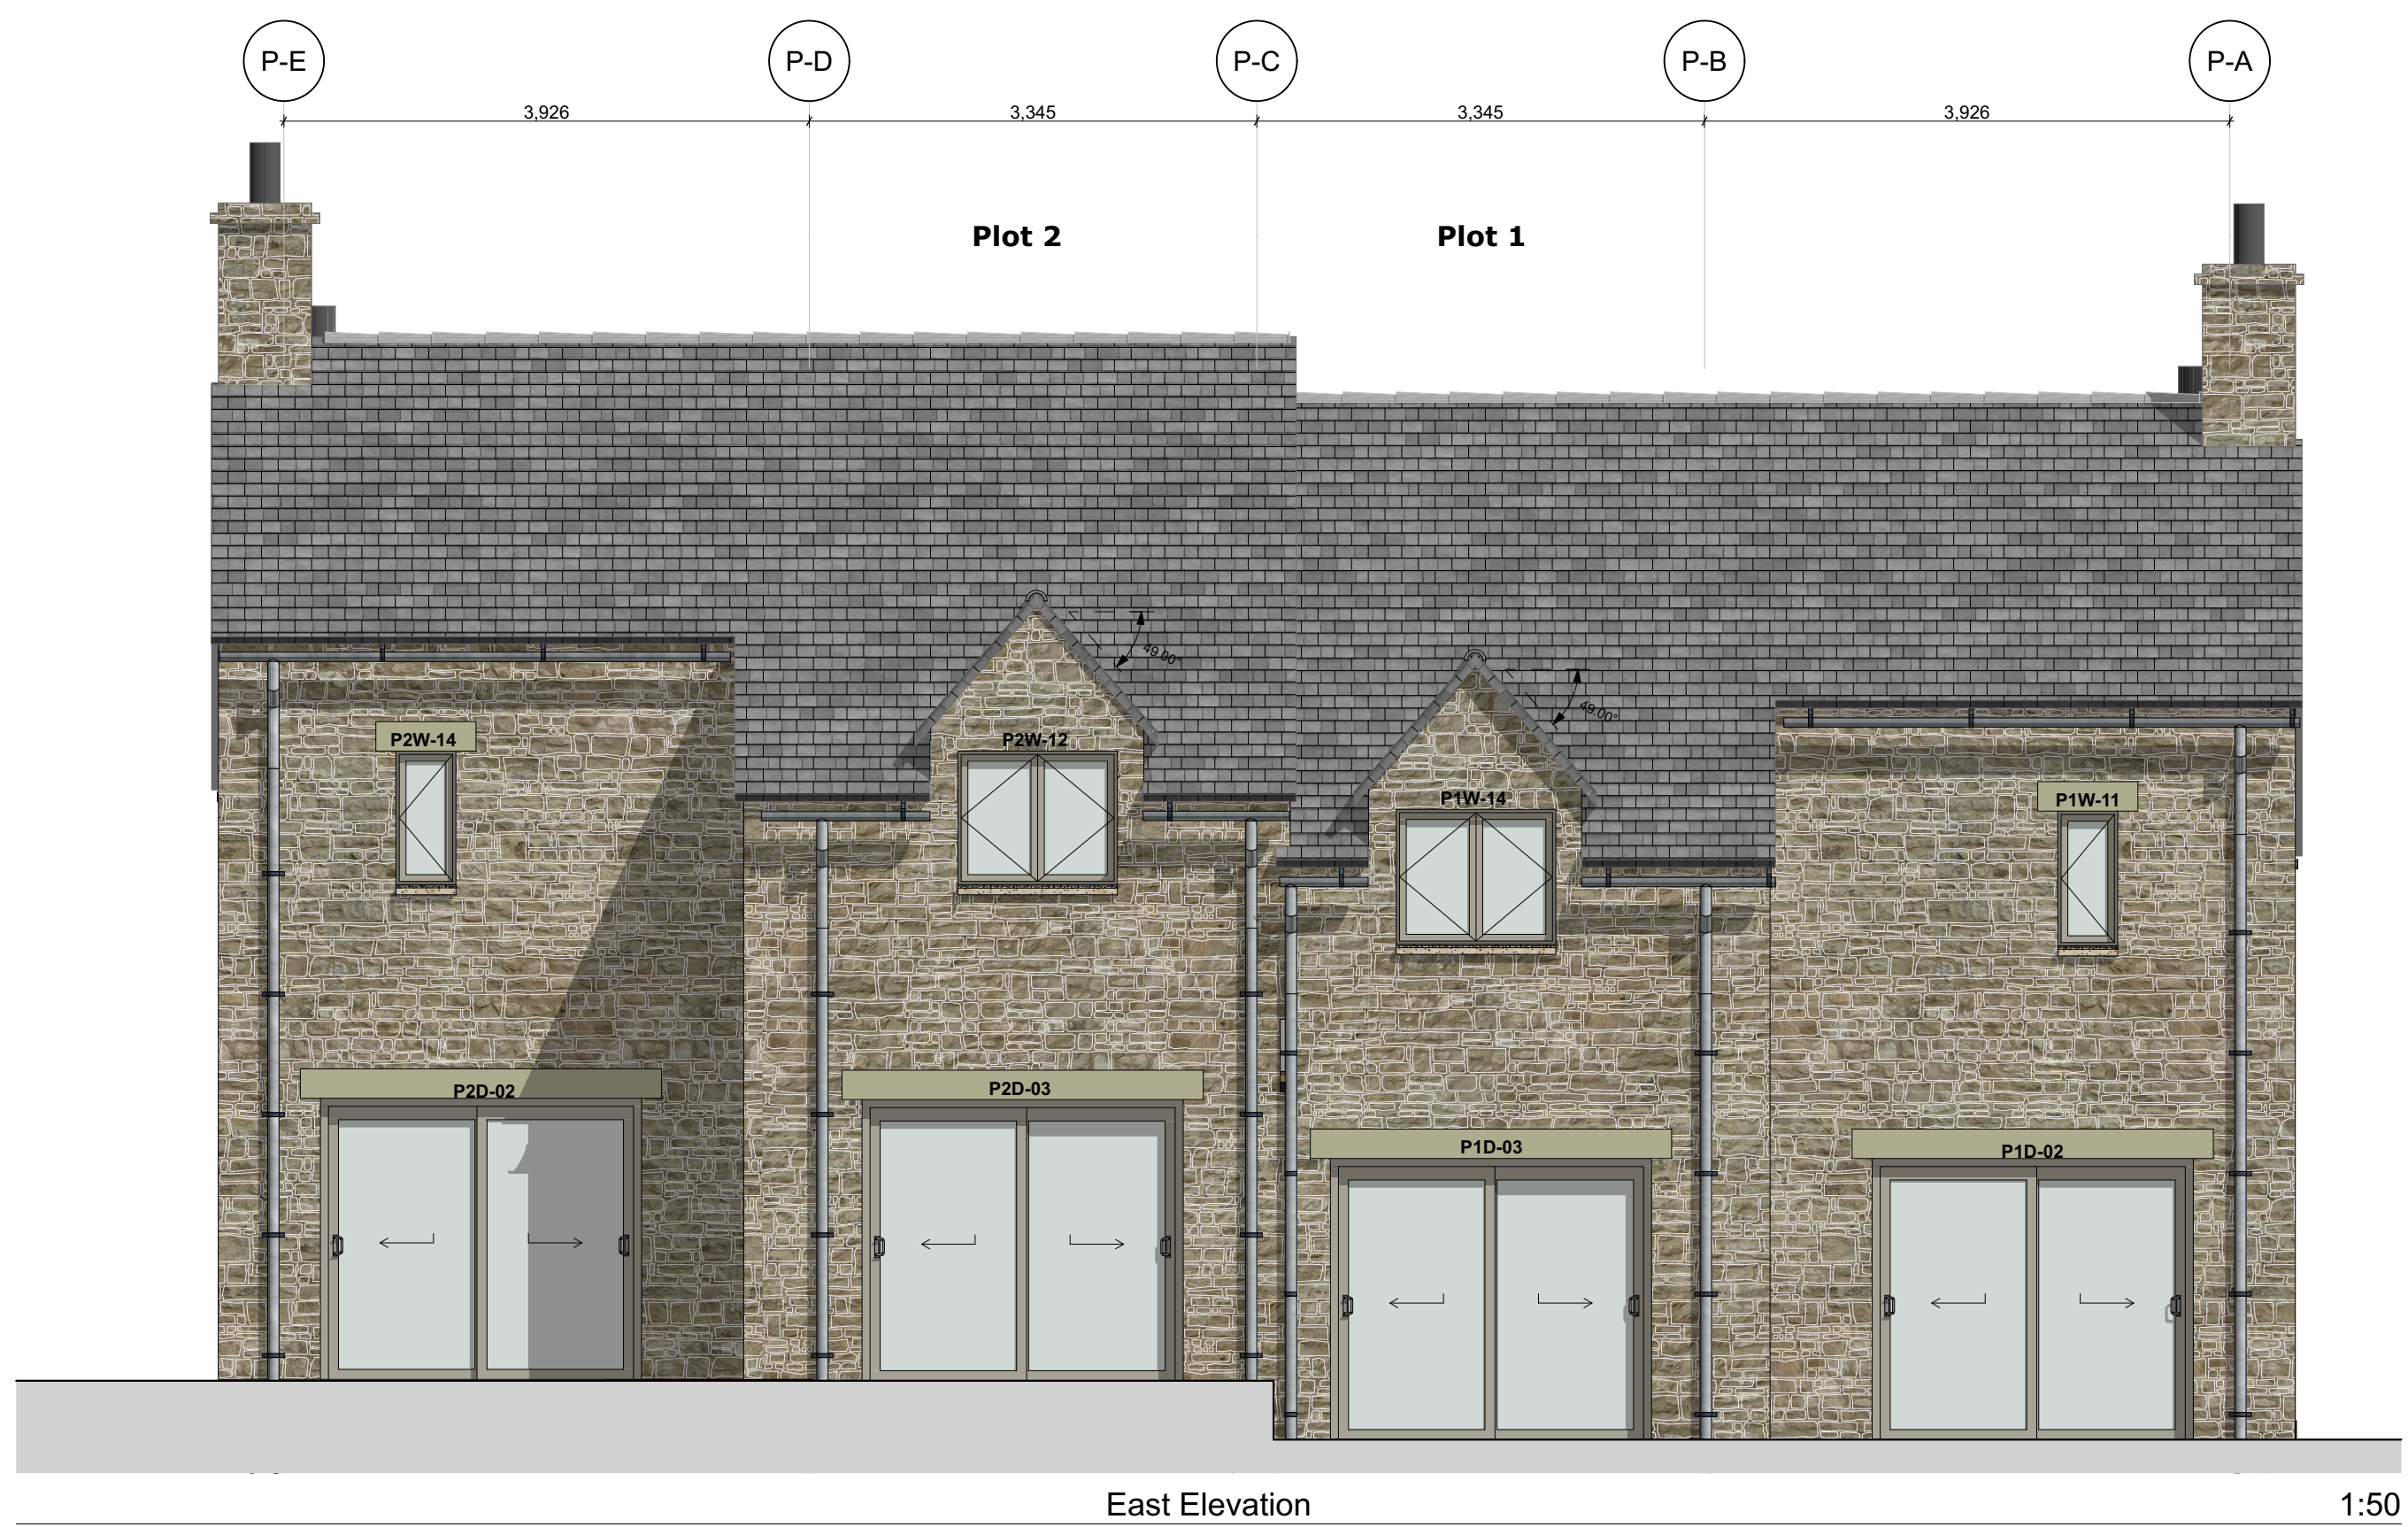 P-E P-D P-C P-B P-A
3,926 3,345 3,345 3,926
Plot 2 Plot 1
49.00°
49.00°
P2W-14 P2W-12
P1W-14 P1W-11
P2D-02 P2D-03
P1D-03 P1D-02
East Elevation 1:50